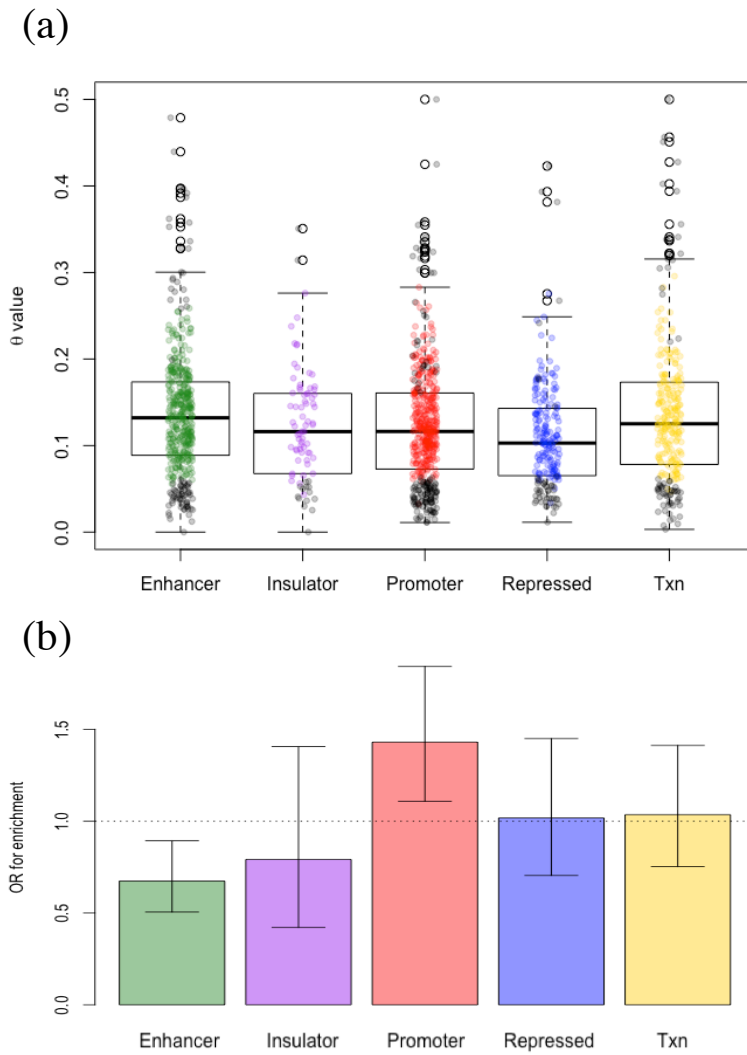 (a)
θ value
0.5
0.4
0.3
0.2
0.1
0.0
Enhancer Insulator Promoter Repressed Txn
(b)
OR for enrichment
1.5
1.0
0.5
0.0
Enhancer Insulator Promoter Repressed Txn